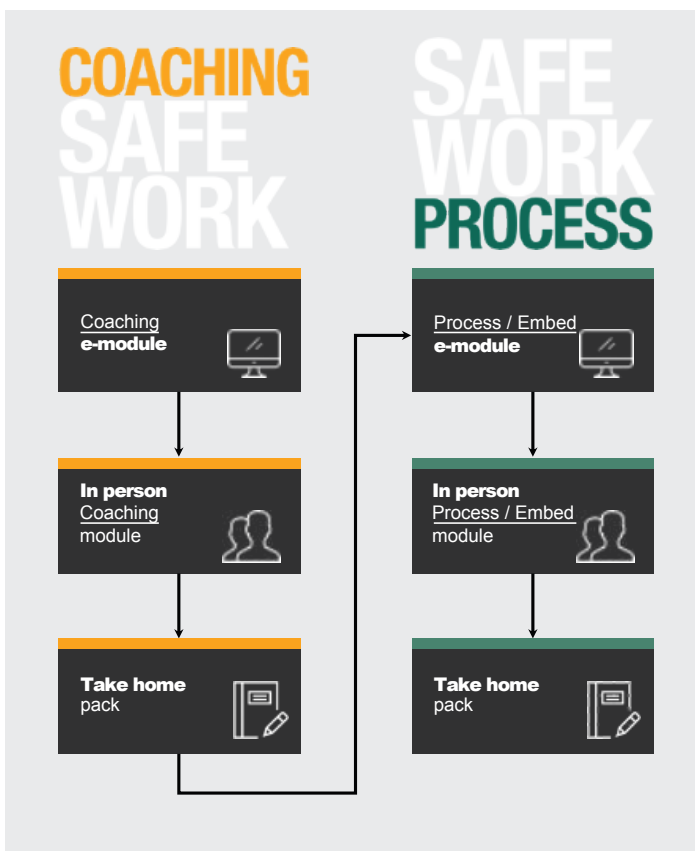 COACHING
SAFE
WORK
Coaching
e-module
In person
Coaching
module
Take home
pack
SAFE
WORK
PROCESS
Process / Embed
e-module
In person
Process / Embed
module
Take home
pack